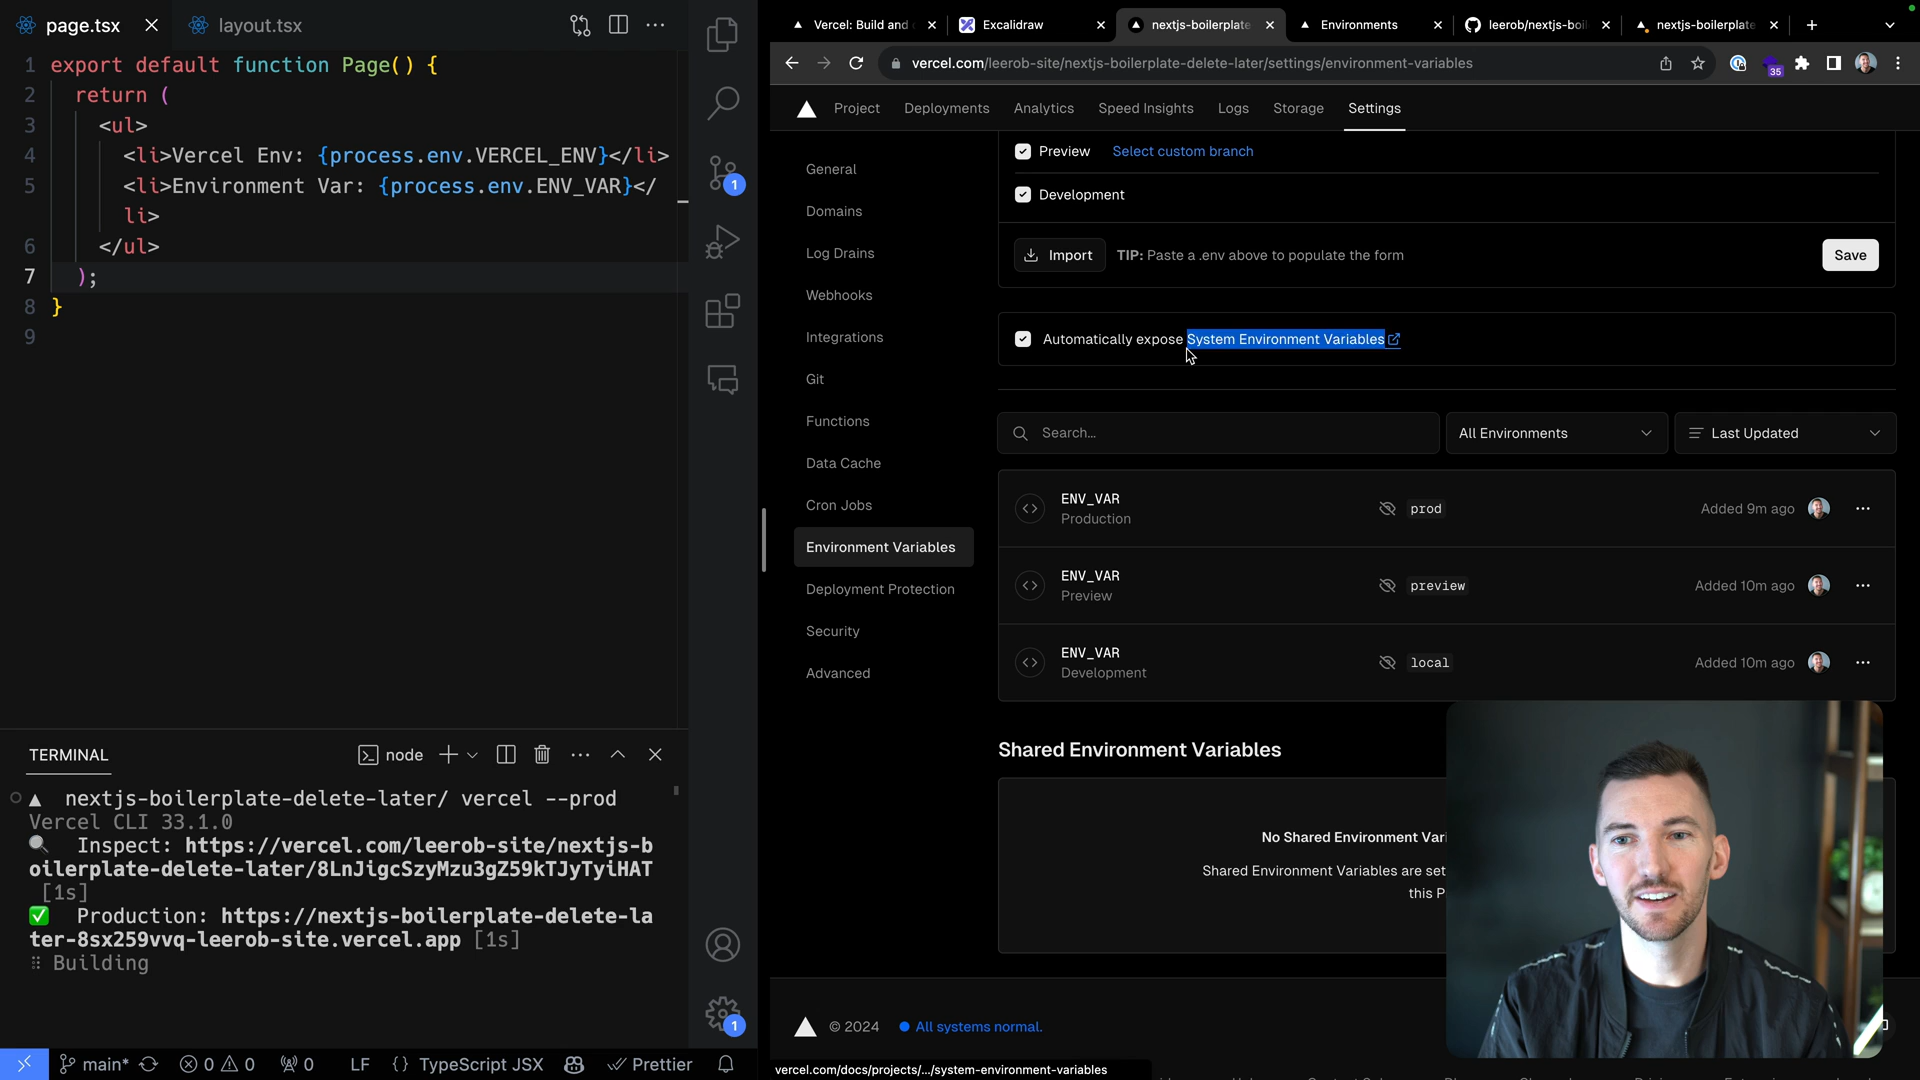 page.tsx
layout.tsx
1 export default function Page() {
2 return (
3 <ul>
4 <li>Vercel Env: {process.env.VERCEL_ENV}</li>
5 <li>Environment Var: {process.env.ENV_VAR}</
li>
6 </ul>
7 );
8 }
9
1
TERMINAL
node
▲ nextjs-boilerplate-delete-later/ vercel --prod
Vercel CLI 33.1.0
Inspect: https://vercel.com/leerob-site/nextjs-b
oilerplate-delete-later/8LnJigcSzyMzu3gZ59kTJyTyiHAT
[1s]
Production: https://nextjs-boilerplate-delete-la
ter-8sx259vvq-leerob-site.vercel.app [1s]
Building
1
main* 0 0 0 LF {} TypeScript JSX Prettier
Vercel: Build and
Excalidraw
nextjs-boilerplate
Environments
leerob/nextjs-boi
nextjs-boilerplate
vercel.com/leerob-site/nextjs-boilerplate-delete-later/settings/environment-variables
35
Project Deployments Analytics Speed Insights Logs Storage Settings
General
Domains
Log Drains
Webhooks
Integrations
Git
Functions
Data Cache
Cron Jobs
Environment Variables
Deployment Protection
Security
Advanced
Preview Select custom branch
Development
Import TIP: Paste a .env above to populate the form Save
Automatically expose System Environment Variables
Search...
All Environments
Last Updated
ENV_VAR
Production
prod
Added 9m ago
ENV_VAR
Preview
preview
Added 10m ago
ENV_VAR
Development
local
Added 10m ago
Shared Environment Variables
No Shared Environment Vari
Shared Environment Variables are set
this P
© 2024 All systems normal.
vercel.com/docs/projects/.../system-environment-variables